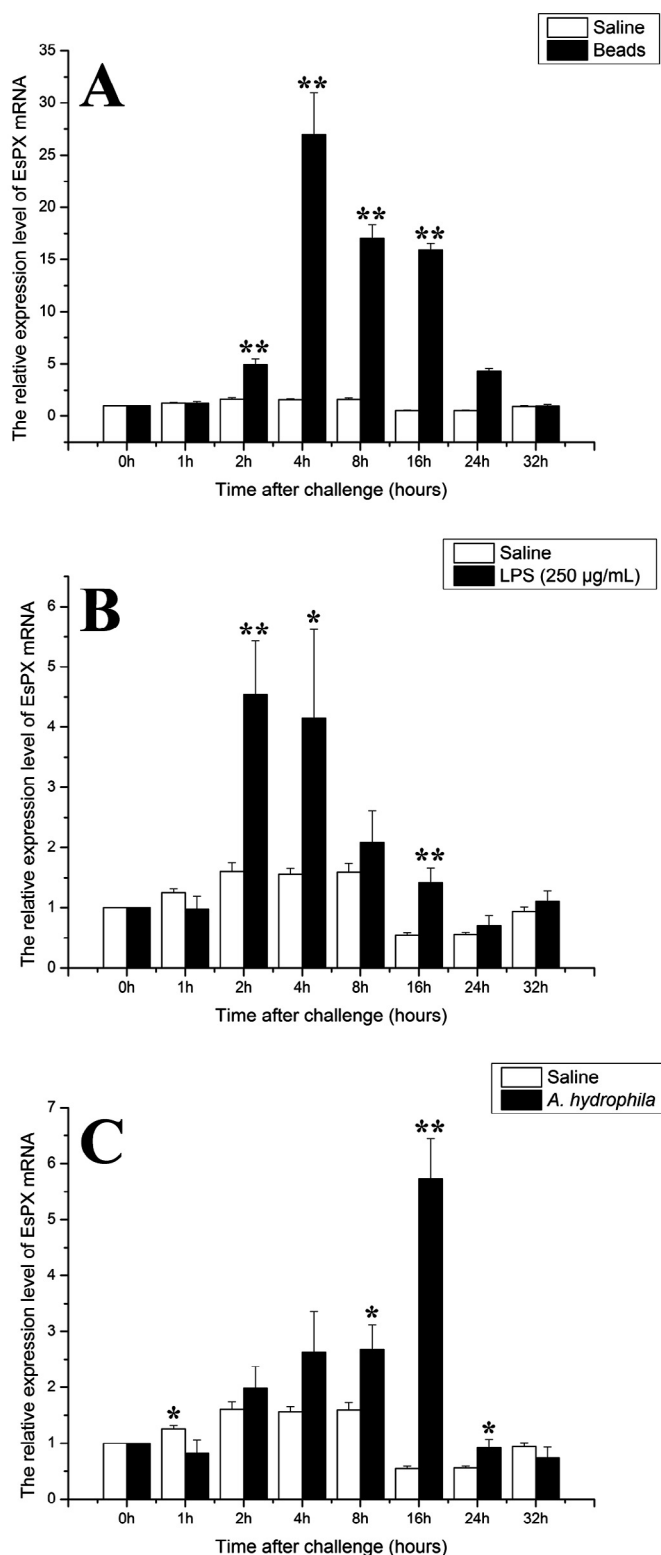 Saline
Beads
A
The relative expression level of EsPX mRNA
35
30
25
20
15
10
5
0
**
**
**
**
0h 1h 2h 4h 8h 16h 24h 32h
Time after challenge (hours)
Saline
LPS (250 µg/mL)
B
The relative expression level of EsPX mRNA
6
5
4
3
2
1
0
**
*
**
0h 1h 2h 4h 8h 16h 24h 32h
Time after challenge (hours)
Saline
A. hydrophila
C
The relative expression level of EsPX mRNA
7
6
5
4
3
2
1
0
*
*
**
*
0h 1h 2h 4h 8h 16h 24h 32h
Time after challenge (hours)